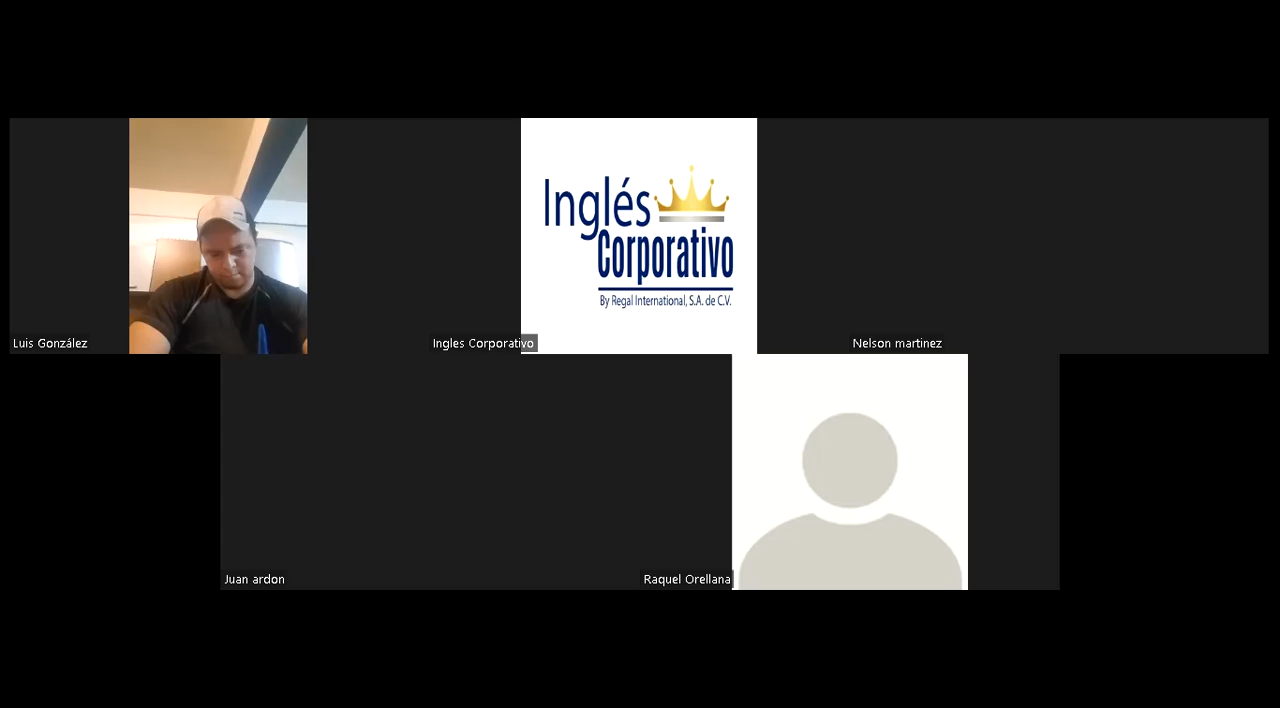 Inglés
Corporativo
By Regal International, S.A. de C.V.
Luis González
Ingles Corporativo
Nelson martinez
Juan ardon
Raquel Orellana